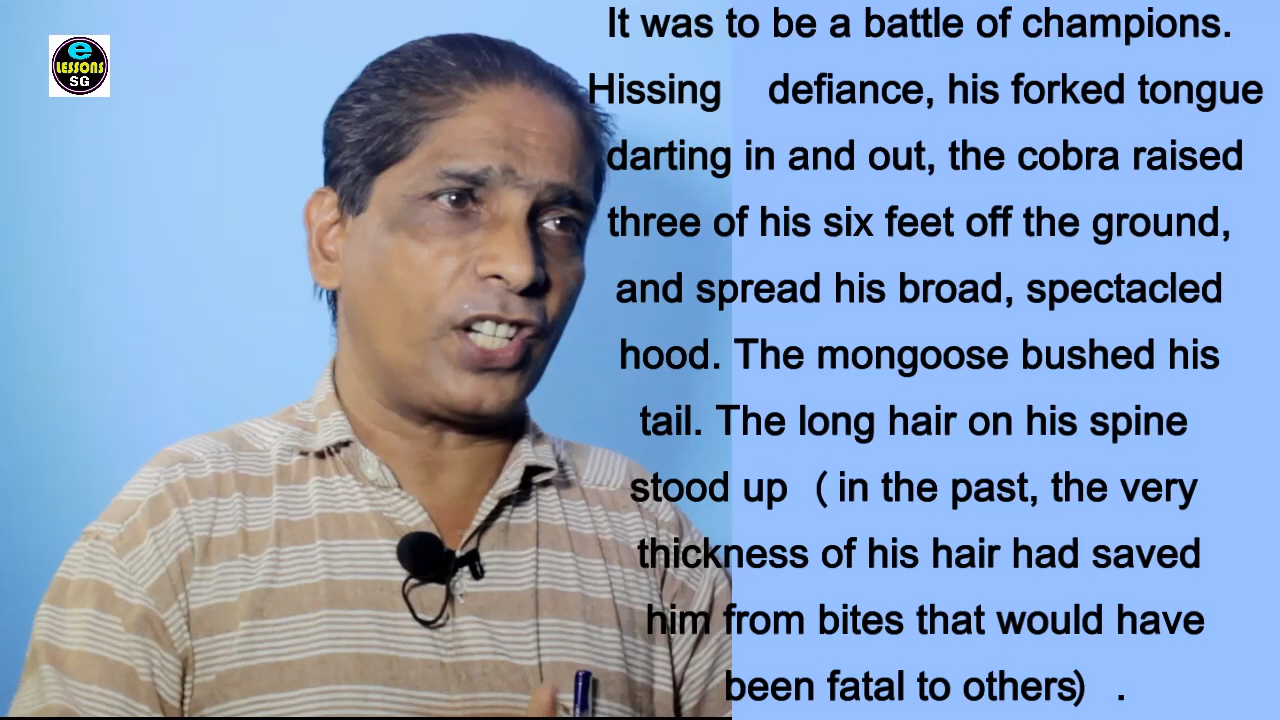 e
LESSONS
SG
It was to be a battle of champions.
Hissing defiance, his forked tongue
darting in and out, the cobra raised
three of his six feet off the ground,
and spread his broad, spectacled
hood. The mongoose bushed his
tail. The long hair on his spine
stood up ( in the past, the very
thickness of his hair had saved
him from bites that would have
been fatal to others) .